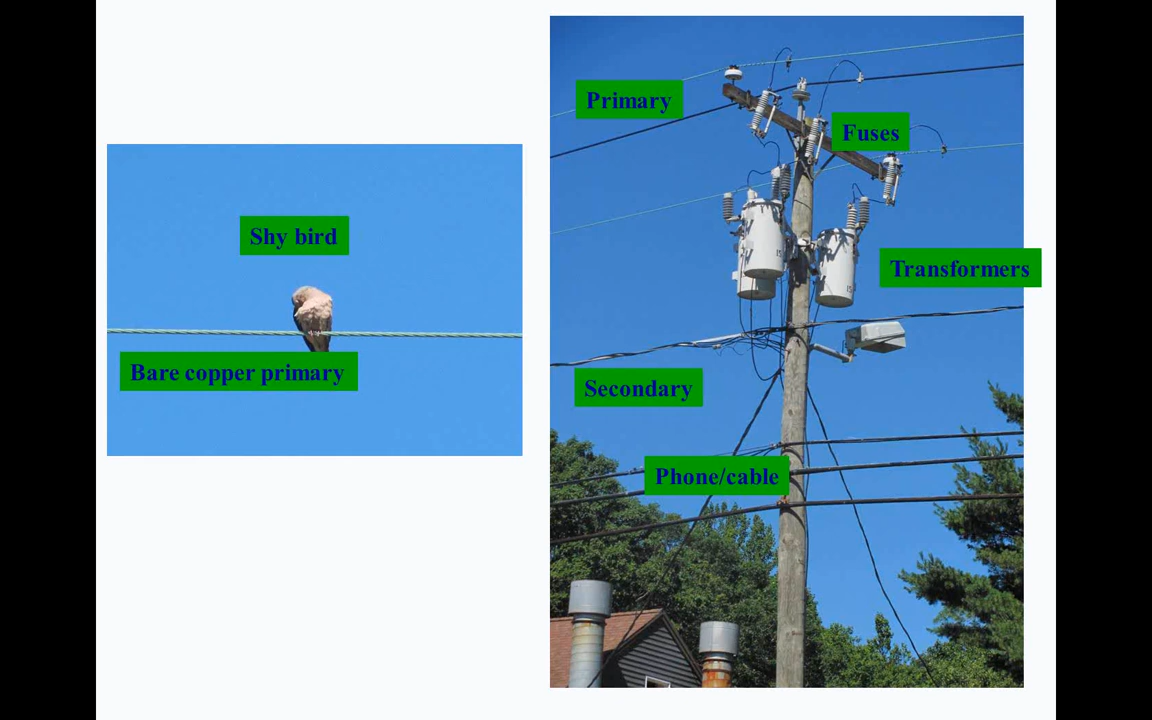 Shy bird
Bare copper primary
Primary
Fuses
Transformers
Secondary
Phone/cable